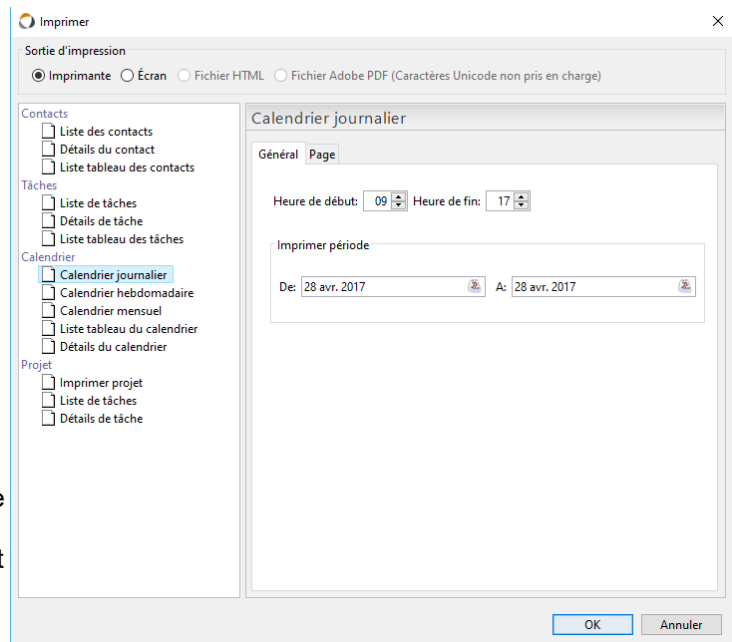 Imprimer
Sortie d'impression
Imprimante Écran Fichier HTML Fichier Adobe PDF (Caractères Unicode non pris en charge)
Contacts
Liste des contacts
Détails du contact
Liste tableau des contacts
Tâches
Liste de tâches
Détails de tâche
Liste tableau des tâches
Calendrier
Calendrier journalier
Calendrier hebdomadaire
Calendrier mensuel
Liste tableau du calendrier
Détails du calendrier
Projet
Imprimer projet
Liste de tâches
Détails de tâche
Calendrier journalier
Général Page
Heure de début: 09 Heure de fin: 17
Imprimer période
De: 28 avr. 2017 A: 28 avr. 2017
e
t
OK Annuler